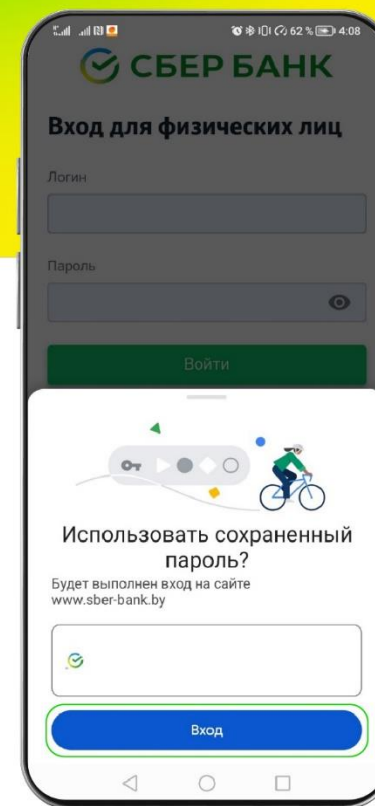 62 % 4:08
СБЕР БАНК
Вход для физических лиц
Логин
Пароль
Войти
Использовать сохраненный
пароль?
Будет выполнен вход на сайте
www.sber-bank.by
Вход